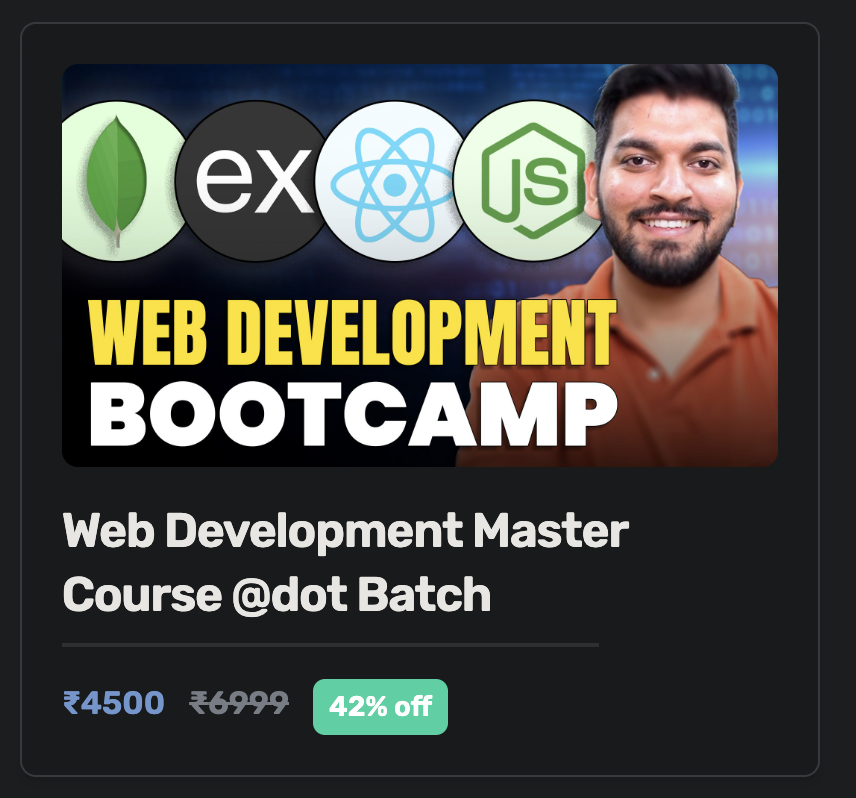 ex
JS
WEB DEVELOPMENT
BOOTCAMP
Web Development Master
Course @dot Batch
₹4500 ₹6999 42% off